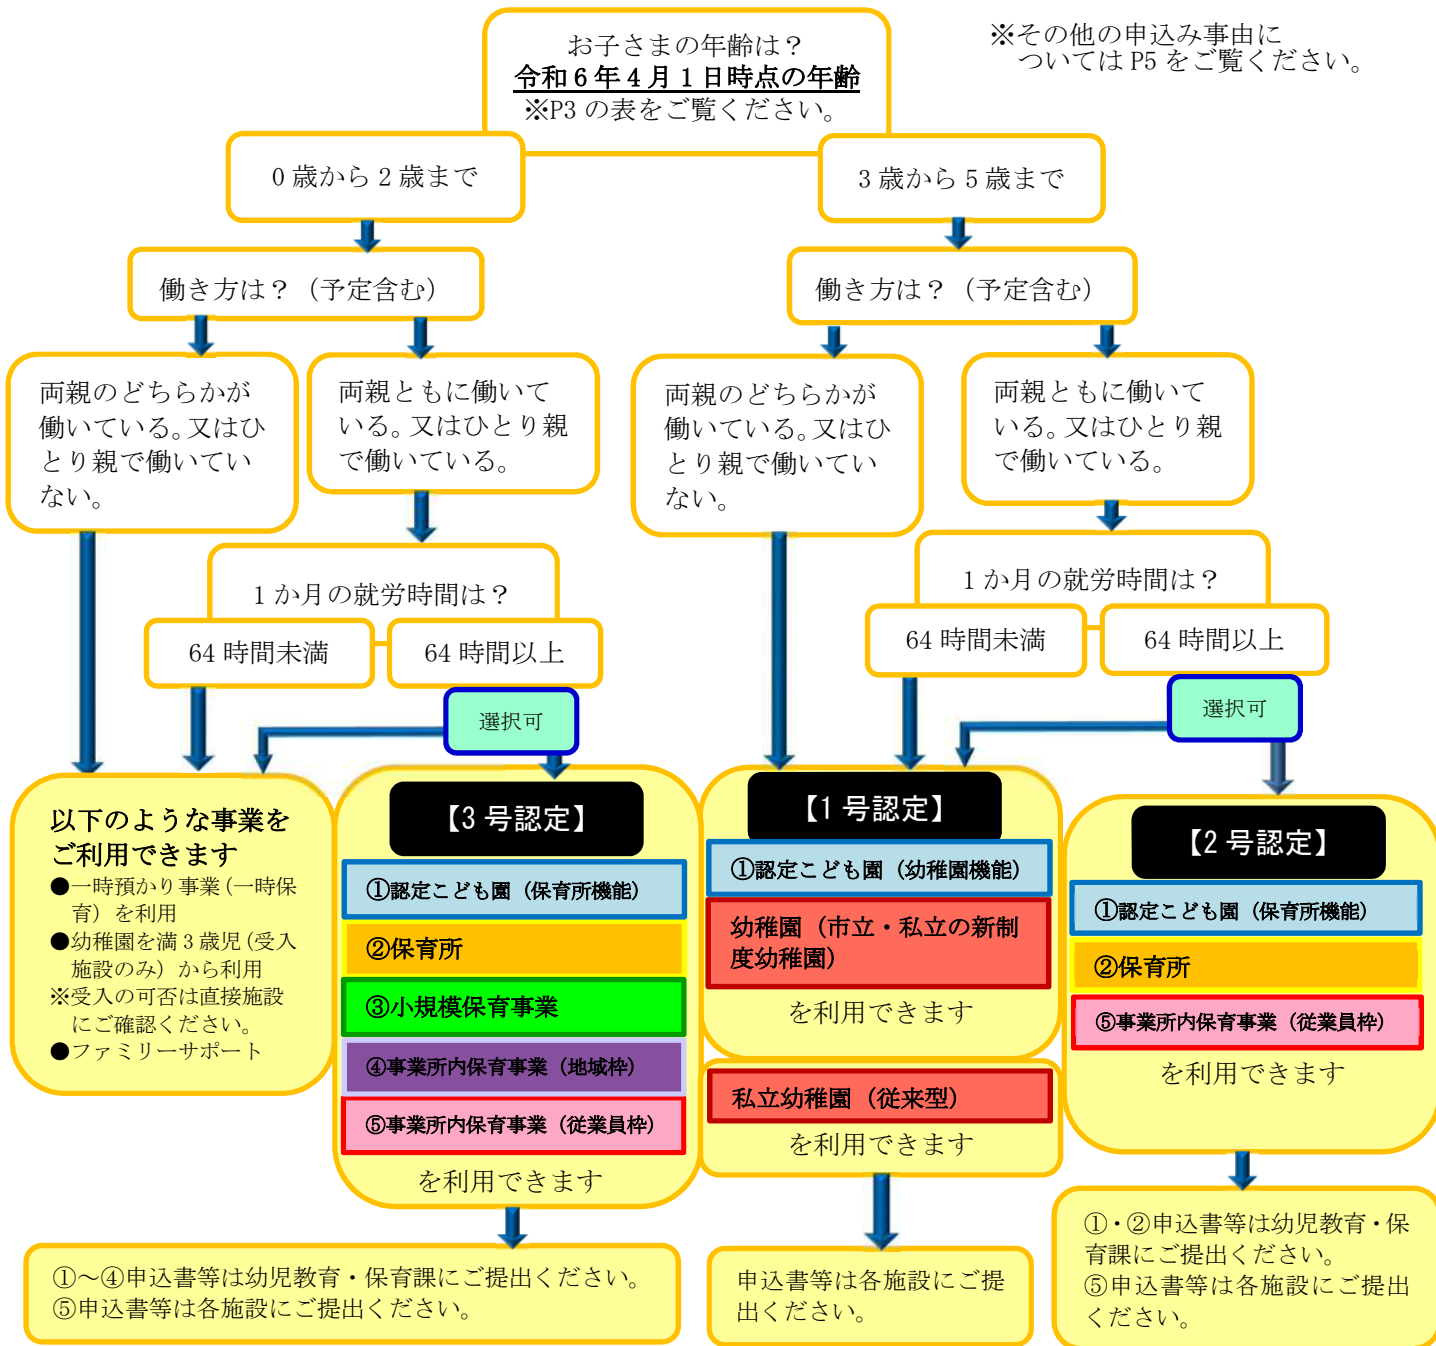 お子さまの年齢は？
令和６年４月１日時点の年齢
※P3 の表をご覧ください。
※その他の申込み事由に
ついては P5 をご覧ください。
0 歳から 2 歳まで
3 歳から 5 歳まで
働き方は？（予定含む）
働き方は？（予定含む）
両親のどちらかが
働いている。又はひ
とり親で働いてい
ない。
両親ともに働いて
いる。又はひとり親
で働いている。
両親のどちらかが
働いている。又はひ
とり親で働いてい
ない。
両親ともに働いて
いる。又はひとり親
で働いている。
1 か月の就労時間は？
64 時間未満
64 時間以上
1 か月の就労時間は？
64 時間未満
64 時間以上
選択可
選択可
以下のような事業を
ご利用できます
●一時預かり事業（一時保
育）を利用
●幼稚園を満 3 歳児（受入
施設のみ）から利用
※受入の可否は直接施設
にご確認ください。
●ファミリーサポート
【3 号認定】
①認定こども園（保育所機能）
②保育所
③小規模保育事業
④事業所内保育事業（地域枠）
⑤事業所内保育事業（従業員枠）
を利用できます
【1 号認定】
①認定こども園（幼稚園機能）
幼稚園（市立・私立の新制
度幼稚園）
を利用できます
私立幼稚園（従来型）
を利用できます
【2 号認定】
①認定こども園（保育所機能）
②保育所
⑤事業所内保育事業（従業員枠）
を利用できます
①～④申込書等は幼児教育・保育課にご提出ください。
⑤申込書等は各施設にご提出ください。
申込書等は各施設にご提
出ください。
①・②申込書等は幼児教育・保
育課にご提出ください。
⑤申込書等は各施設にご提出
ください。